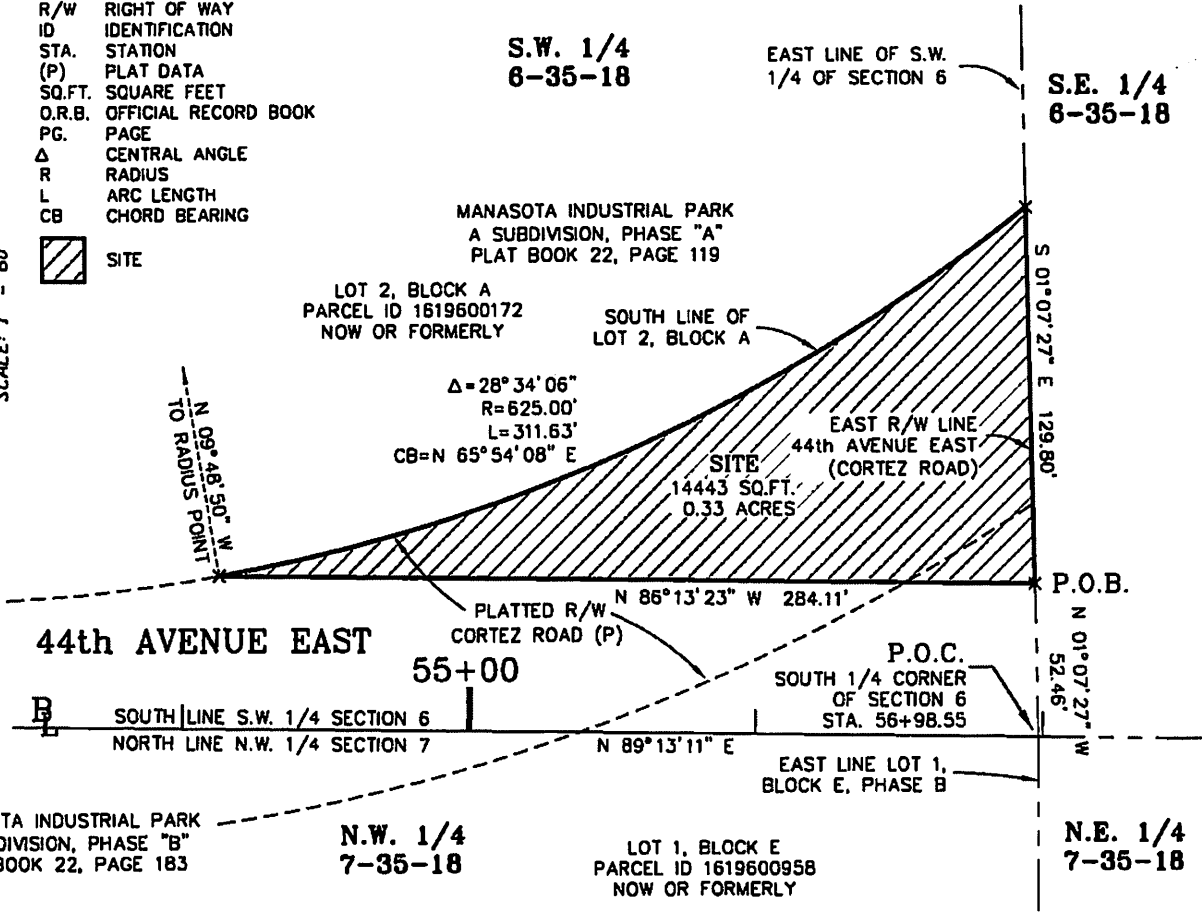 R/W RIGHT OF WAY
ID IDENTIFICATION
STA. STATION
(P) PLAT DATA
SQ.FT. SQUARE FEET
O.R.B. OFFICIAL RECORD BOOK
PG. PAGE
Δ CENTRAL ANGLE
R RADIUS
L ARC LENGTH
CB CHORD BEARING
SITE
S.W. 1/4
6-35-18
EAST LINE OF S.W.
1/4 OF SECTION 6
S.E. 1/4
6-35-18
MANASOTA INDUSTRIAL PARK
A SUBDIVISION, PHASE "A"
PLAT BOOK 22, PAGE 119
LOT 2, BLOCK A
PARCEL ID 1619600172
NOW OR FORMERLY
SOUTH LINE OF
LOT 2, BLOCK A
Δ=28°34'06"
R=625.00'
L=311.63'
CB=N 65°54'08" E
N 09°48'50" W
TO RADIUS POINT
S 01°07'27" E 129.80'
EAST R/W LINE
44th AVENUE EAST
(CORTEZ ROAD)
SITE
14443 SQ.FT.
0.33 ACRES
N 86°13'23" W 284.11'
P.O.B.
PLATTED R/W
CORTEZ ROAD (P)
44th AVENUE EAST
55+00
N 01°07'27" W
52.46'
P.O.C.
SOUTH 1/4 CORNER
OF SECTION 6
STA. 56+98.55
BL
SOUTH LINE S.W. 1/4 SECTION 6
NORTH LINE N.W. 1/4 SECTION 7
N 89°13'11" E
EAST LINE LOT 1,
BLOCK E, PHASE B
TA INDUSTRIAL PARK
DIVISION, PHASE "B"
BOOK 22, PAGE 183
N.W. 1/4
7-35-18
LOT 1, BLOCK E
PARCEL ID 1619600958
NOW OR FORMERLY
N.E. 1/4
7-35-18